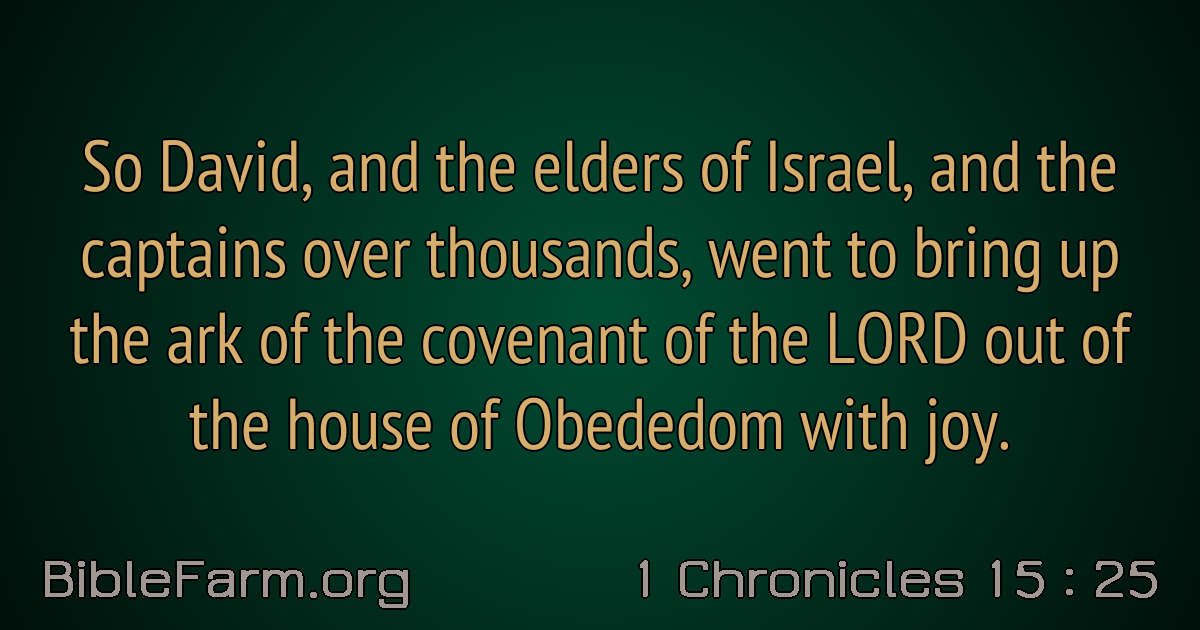 So David, and the elders of Israel, and the
captains over thousands, went to bring up
the ark of the covenant of the LORD out of
the house of Obededom with joy.
BibleFarm.org
1 Chronicles 15 : 25